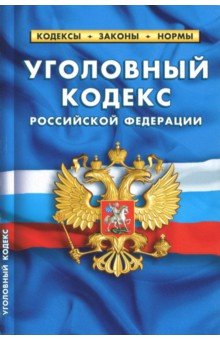 КОДЕКСЫ + ЗАКОНЫ + НОРМЫ
УГОЛОВНЫЙ
КОДЕКС
РОССИЙСКОЙ ФЕДЕРАЦИИ
УГОЛОВНЫЙ КОДЕКС